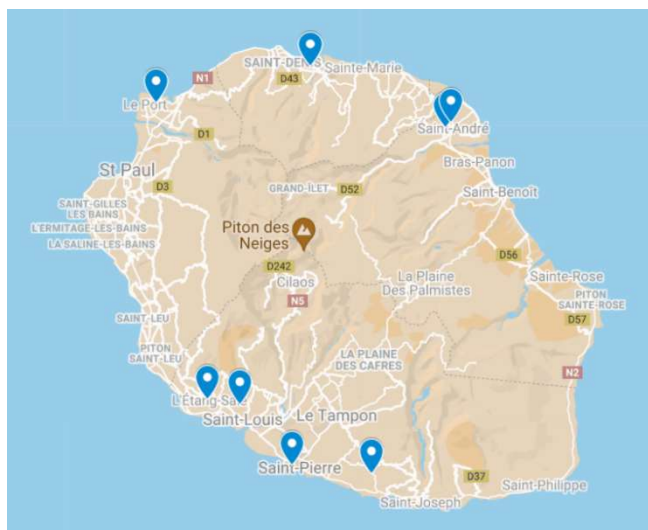 SAINT-DENIS
Sainte-Marie
N1
D43
Le Port
Saint-André
D1
Bras-Panon
St Paul
D3
GRAND-ÎLET
D52
Saint-Benoît
SAINT-GILLES
LES BAINS
L'ERMITAGE-LES-BAINS
LA SALINE-LES-BAINS
Piton des
Neiges
D56
D242
Cilaos
La Plaine
Des Palmistes
Sainte-Rose
N5
PITON
SAINTE-ROSE
SAINT-LEU
D57
PITON
SAINT-LEU
LA PLAINE
DES CAFRES
N2
L'Étang-Salé
Saint-Louis
Le Tampon
Saint-Pierre
D37
Saint-Philippe
Saint-Joseph